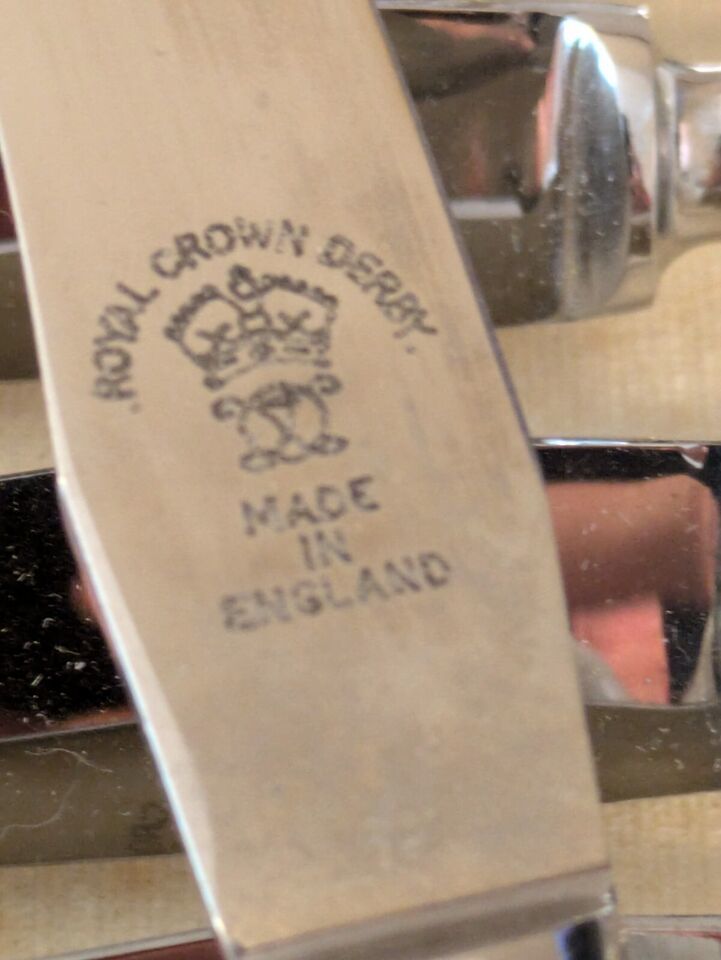 .ROYAL CROWN DERBY.
MADE
IN
ENGLAND